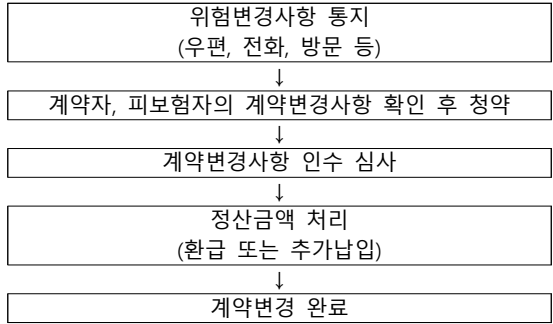 위험변경사항 통지
(우편, 전화, 방문 등)
↓
계약자, 피보험자의 계약변경사항 확인 후 청약
↓
계약변경사항 인수 심사
↓
정산금액 처리
(환급 또는 추가납입)
↓
계약변경 완료